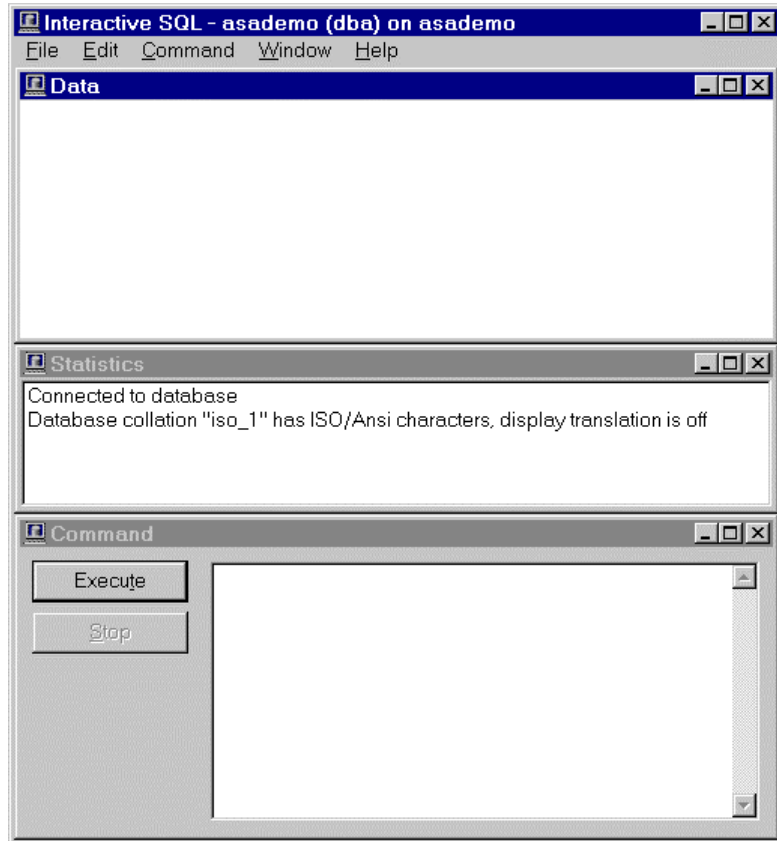 Interactive SQL - asademo (dba) on asademo
File Edit Command Window Help
Data
Statistics
Connected to database
Database collation "iso_1" has ISO/Ansi characters, display translation is off
Command
Execute
Stop